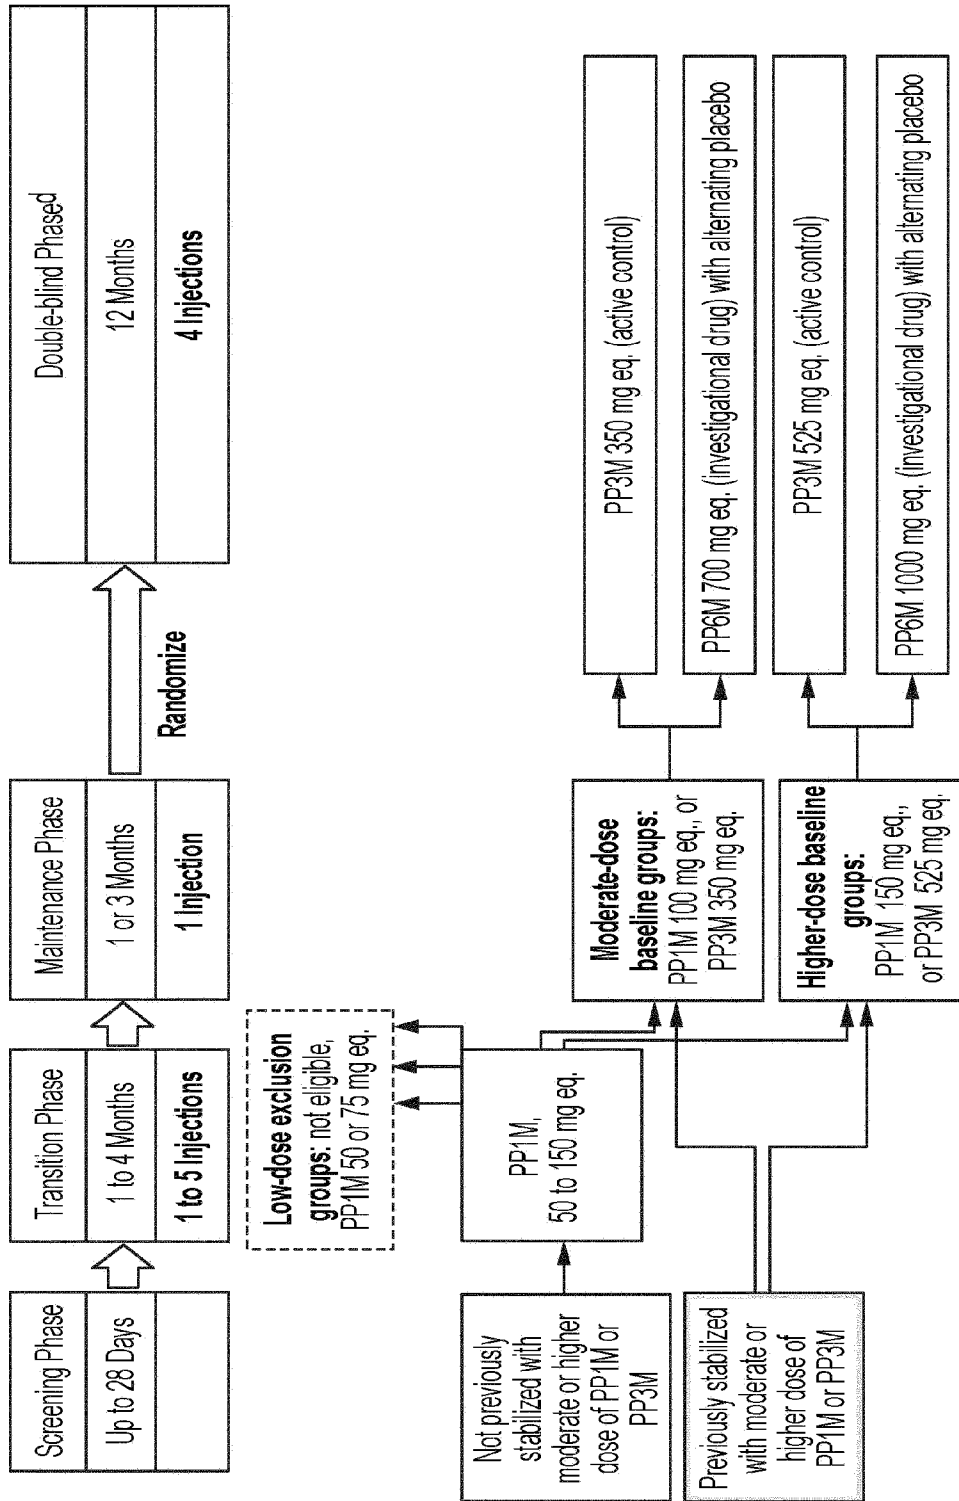 Screening Phase
Up to 28 Days
Transition Phase
1 to 4 Months
1 to 5 Injections
Maintenance Phase
1 or 3 Months
1 Injection
Randomize
Double-blind Phased
12 Months
4 Injections
Low-dose exclusion
groups: not eligible,
PP1M 50 or 75 mg eq.
Not previously
stabilized with
moderate or higher
dose of PP1M or
PP3M
PP1M,
50 to 150 mg eq.
Previously stabilized
with moderate or
higher dose of
PP1M or PP3M
Moderate-dose
baseline groups:
PP1M 100 mg eq., or
PP3M 350 mg eq.
Higher-dose baseline
groups:
PP1M 150 mg eq.,
or PP3M 525 mg eq.
PP3M 350 mg eq. (active control)
PP6M 700 mg eq. (investigational drug) with alternating placebo
PP3M 525 mg eq. (active control)
PP6M 1000 mg eq. (investigational drug) with alternating placebo